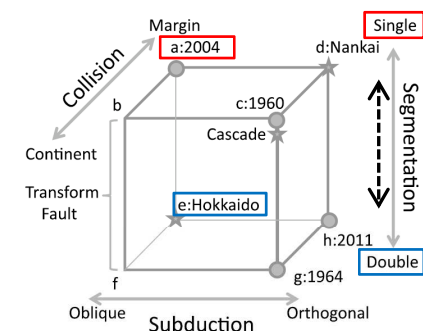 Margin
Single
a:2004
d:Nankai
Collision
b
c:1960
Cascade
Segmentation
Continent
Transform
Fault
e:Hokkaido
h:2011
Double
f
g:1964
Oblique
Orthogonal
Subduction